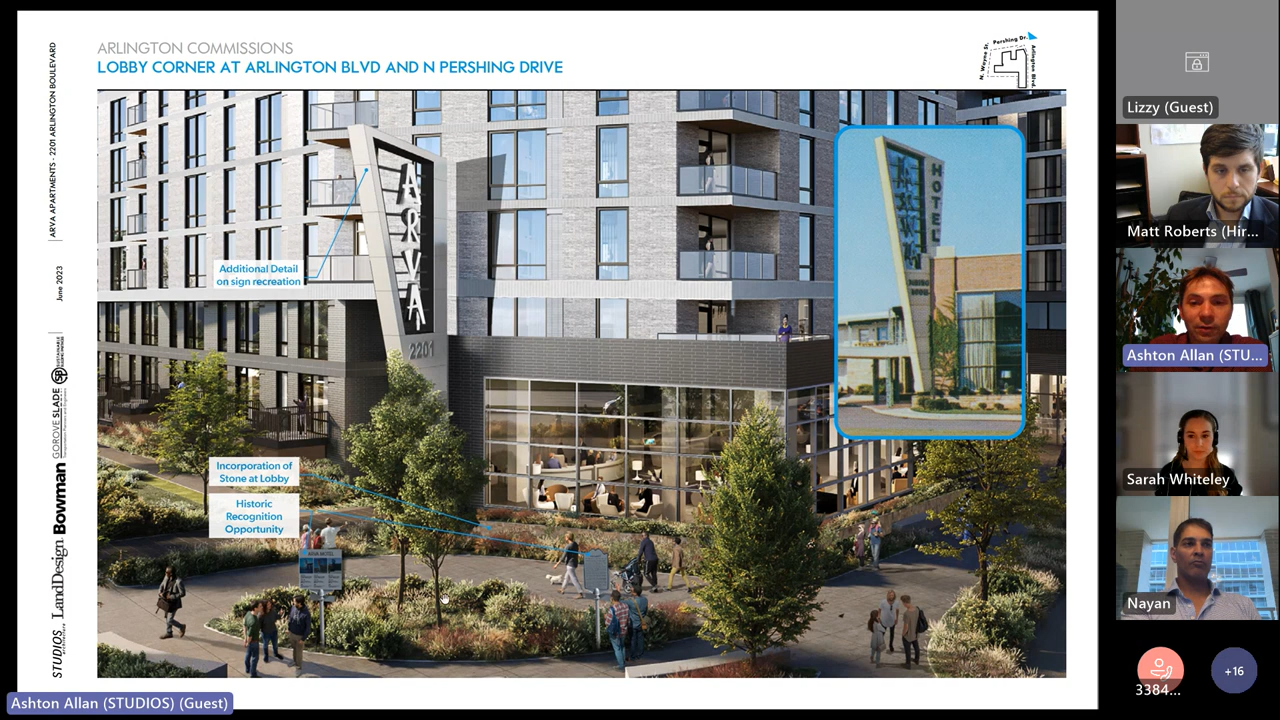 ARLINGTON COMMISSIONS
LOBBY CORNER AT ARLINGTON BLVD AND N PERSHING DRIVE
N. Wayne St.
Pershing Dr.
Arlington Blvd.
ARVA APARTMENTS - 2201 ARLINGTON BOULEVARD
June 2023
GOROVE SLADE
Bowman
LandDesign.
STUDIOS
architecture
ARVA
2201
Additional Detail
on sign recreation
HOTEL
Incorporation of
Stone at Lobby
Historic
Recognition
Opportunity
Ashton Allan (STUDIOS) (Guest)
Lizzy (Guest)
Matt Roberts (Hir...
Ashton Allan (STU...
Sarah Whiteley
Nayan
3384...
+16